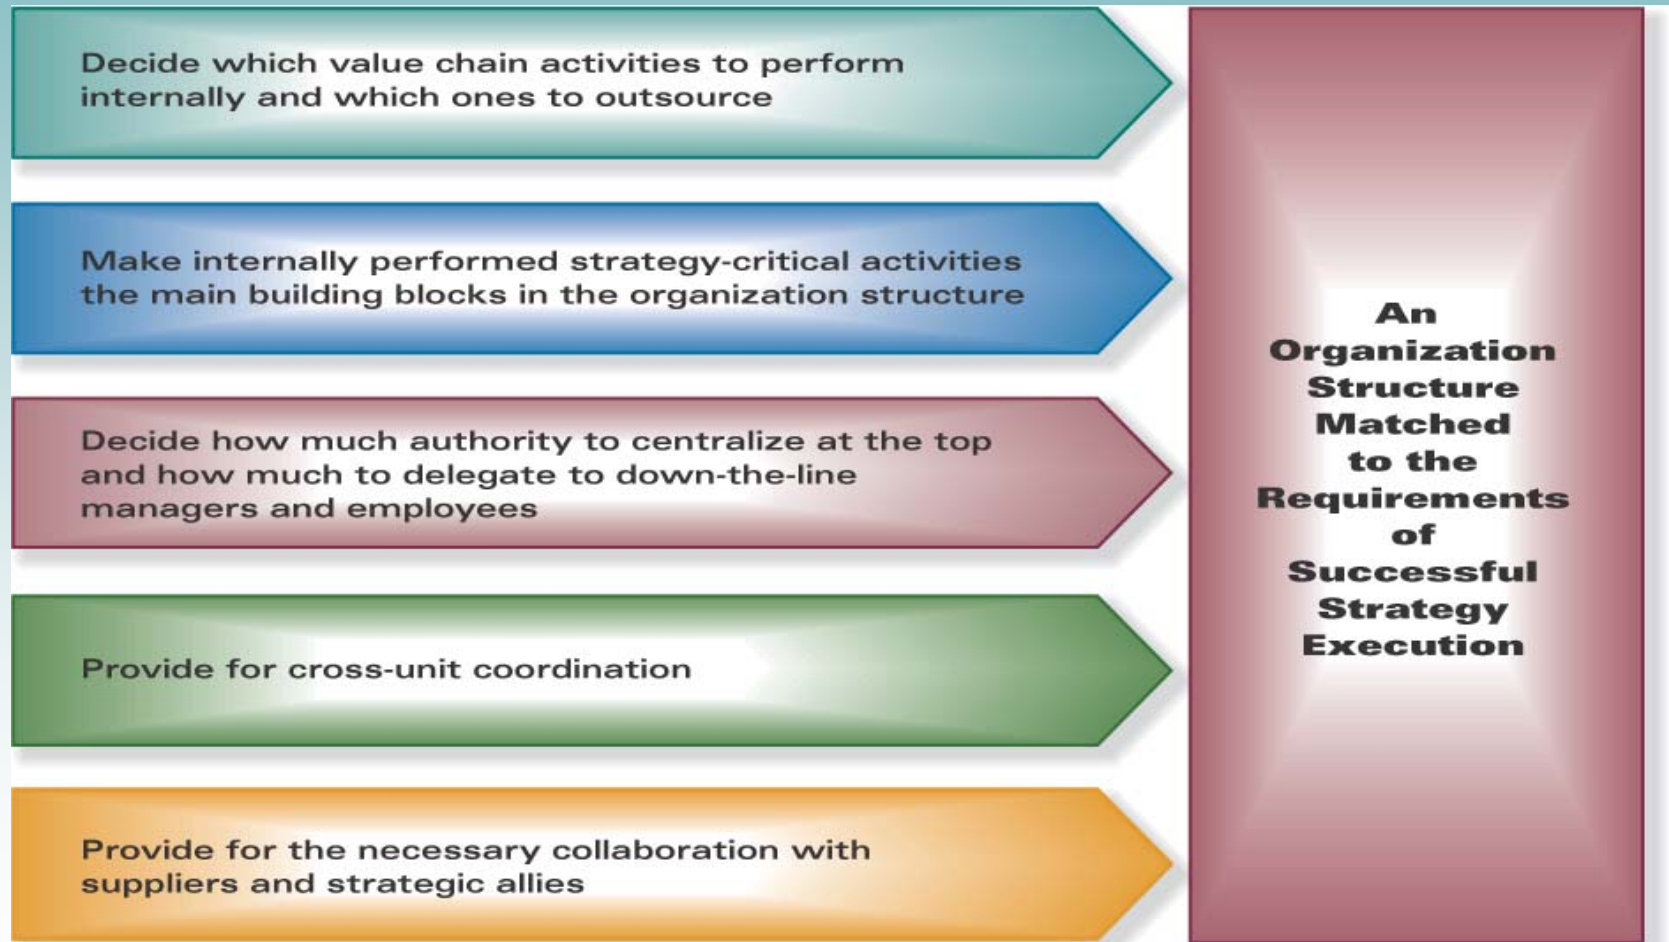 Decide which value chain activities to perform
internally and which ones to outsource
Make internally performed strategy-critical activities
the main building blocks in the organization structure
Decide how much authority to centralize at the top
and how much to delegate to down-the-line
managers and employees
Provide for cross-unit coordination
Provide for the necessary collaboration with
suppliers and strategic allies
An
Organization
Structure
Matched
to the
Requirements
of
Successful
Strategy
Execution